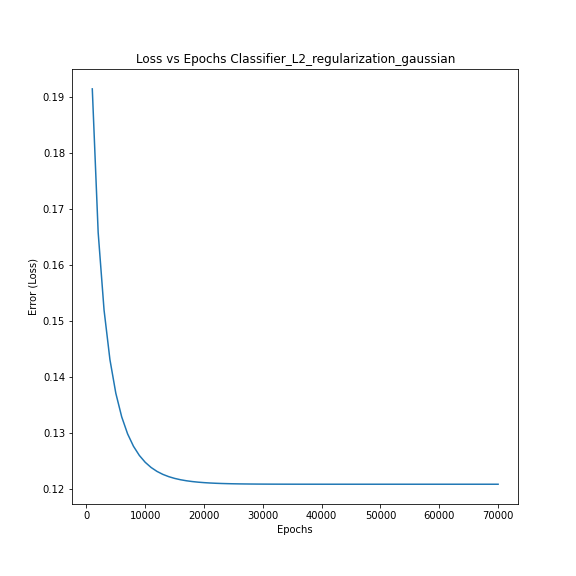 Loss vs Epochs Classifier_L2_regularization_gaussian
0.19
0.18
0.17
0.16
0.15
0.14
0.13
0.12
Error (Loss)
0 10000 20000 30000 40000 50000 60000 70000
Epochs